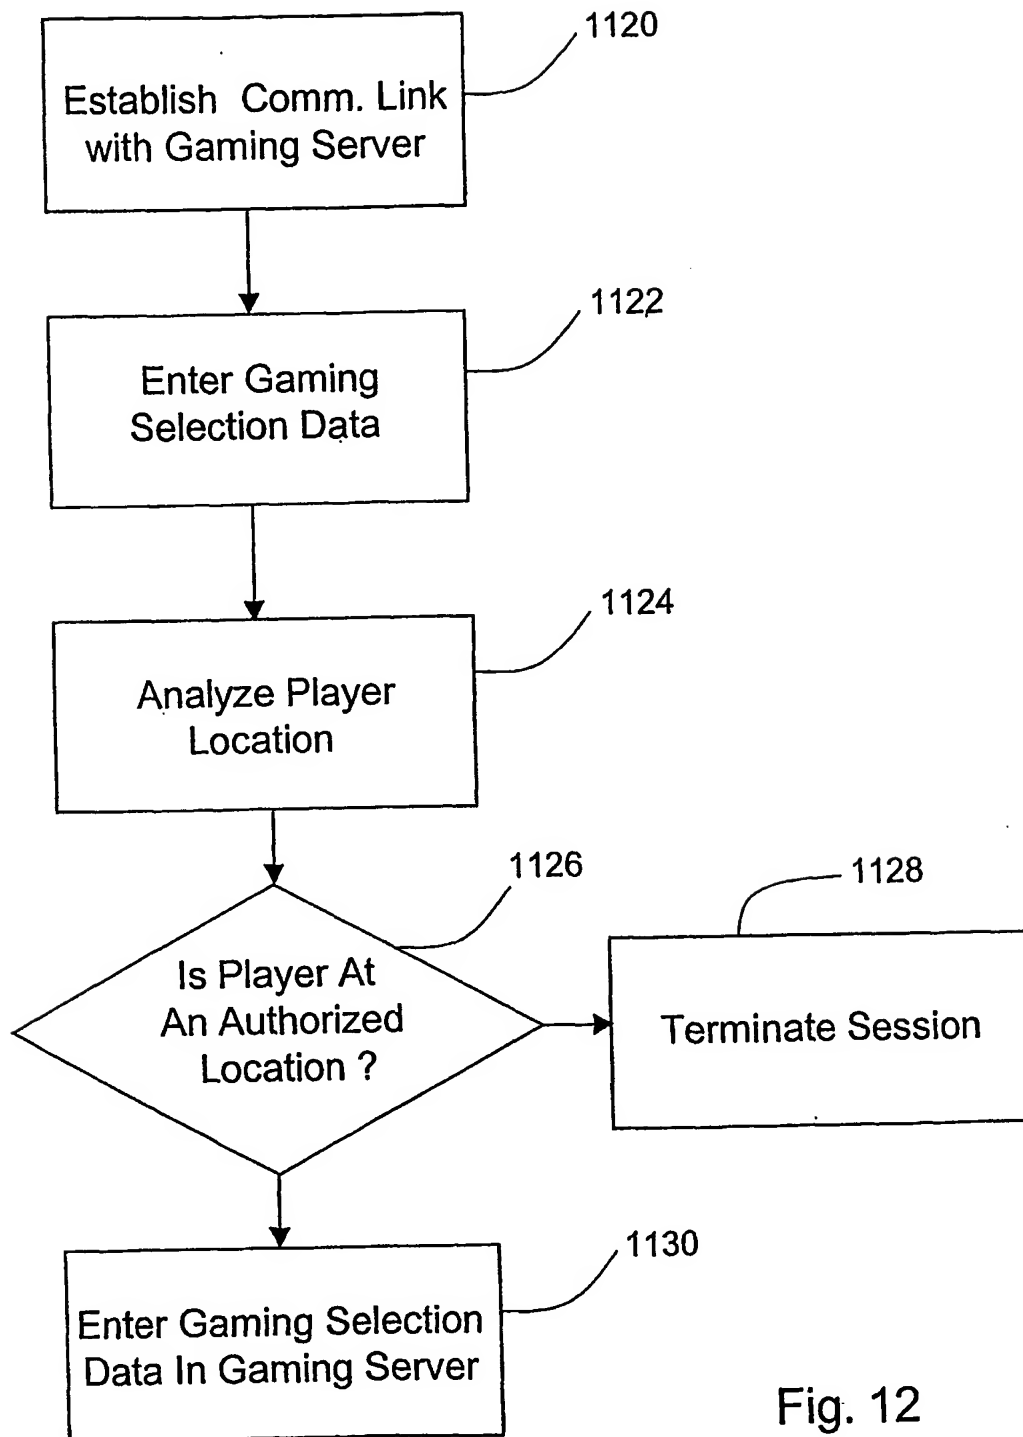 1120
Establish Comm. Link
with Gaming Server
1122
Enter Gaming
Selection Data
1124
Analyze Player
Location
1126
Is Player At
An Authorized
Location ?
1128
Terminate Session
1130
Enter Gaming Selection
Data In Gaming Server
Fig. 12